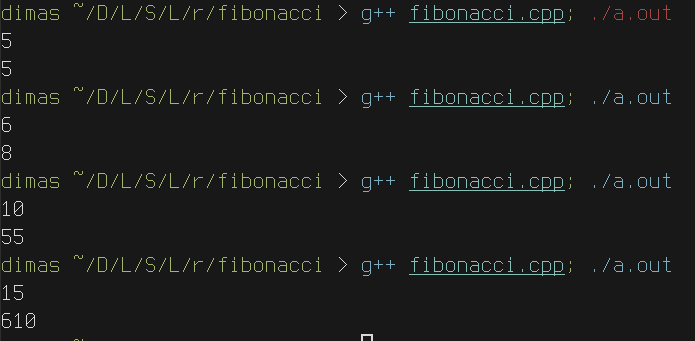 dimas ~/D/L/S/L/r/fibonacci > g++ fibonacci.cpp; ./a.out
5
5
dimas ~/D/L/S/L/r/fibonacci > g++ fibonacci.cpp; ./a.out
6
8
dimas ~/D/L/S/L/r/fibonacci > g++ fibonacci.cpp; ./a.out
10
55
dimas ~/D/L/S/L/r/fibonacci > g++ fibonacci.cpp; ./a.out
15
610